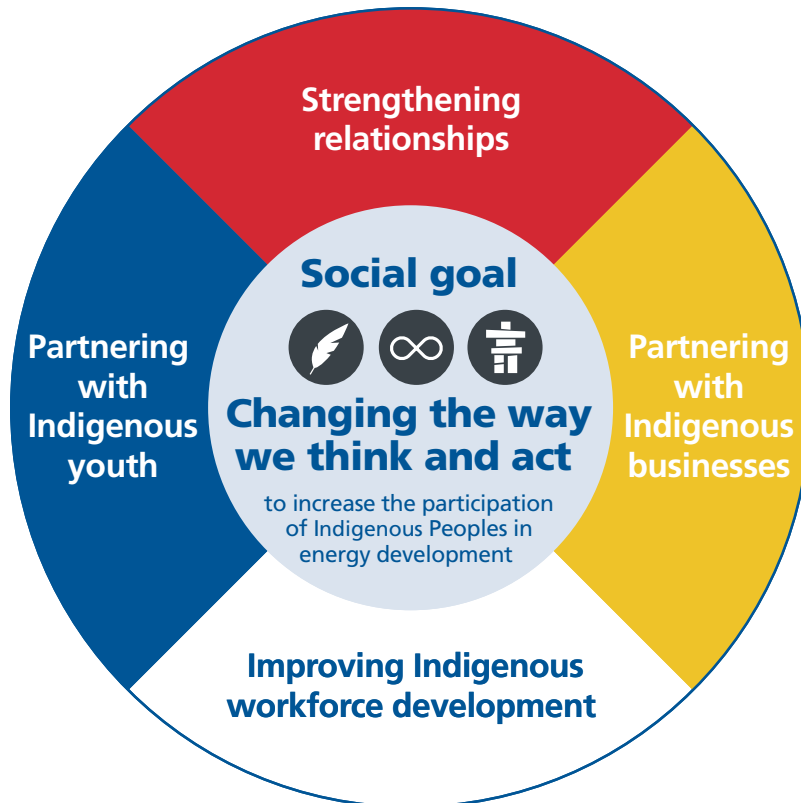 Strengthening
relationships
Social goal
Changing the way
we think and act
to increase the participation
of Indigenous Peoples in
energy development
Partnering
with
Indigenous
youth
Partnering
with
Indigenous
businesses
Improving Indigenous
workforce development